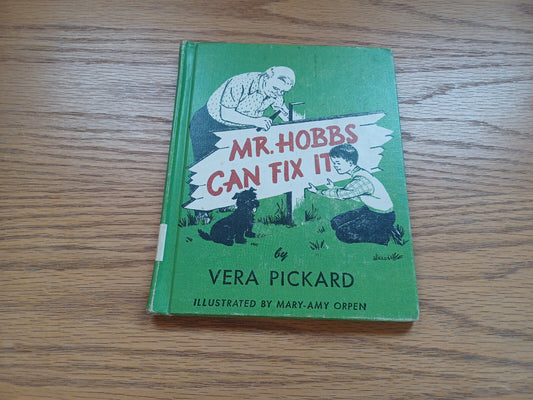 MR. HOBBS
CAN FIX IT
by
VERA PICKARD
ILLUSTRATED BY MARY-AMY ORPEN